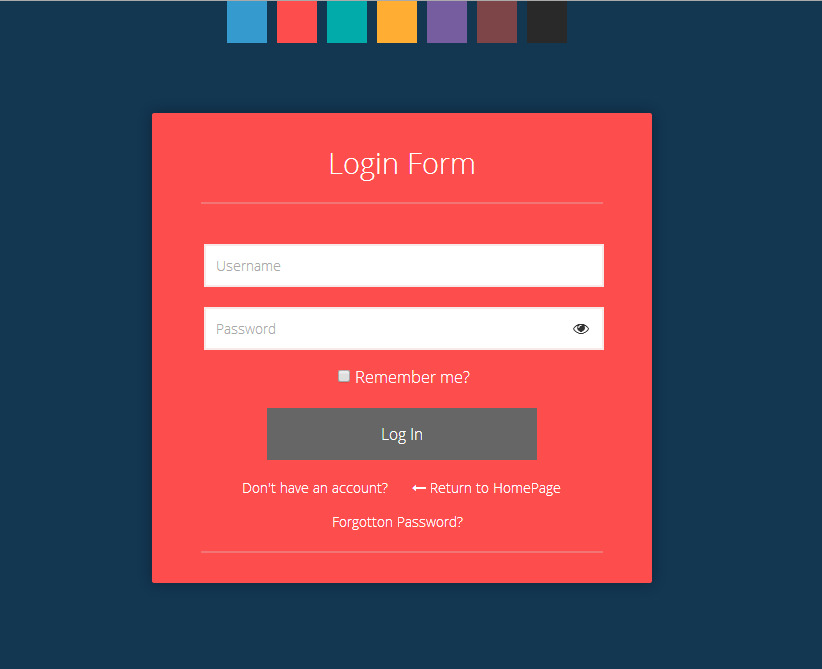 Login Form
Username
Password
Remember me?
Log In
Don't have an account? ← Return to HomePage
Forgotton Password?